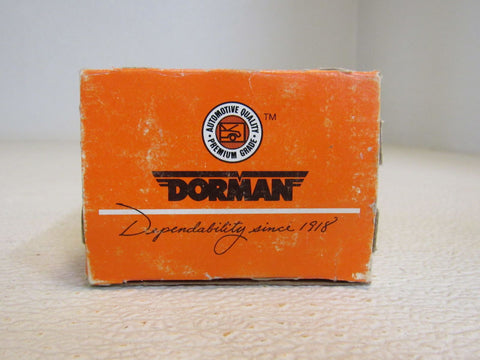 AUTOMOTIVE QUALITY
• PREMIUM GRADE •
TM
DORMAN
Dependability since 1918